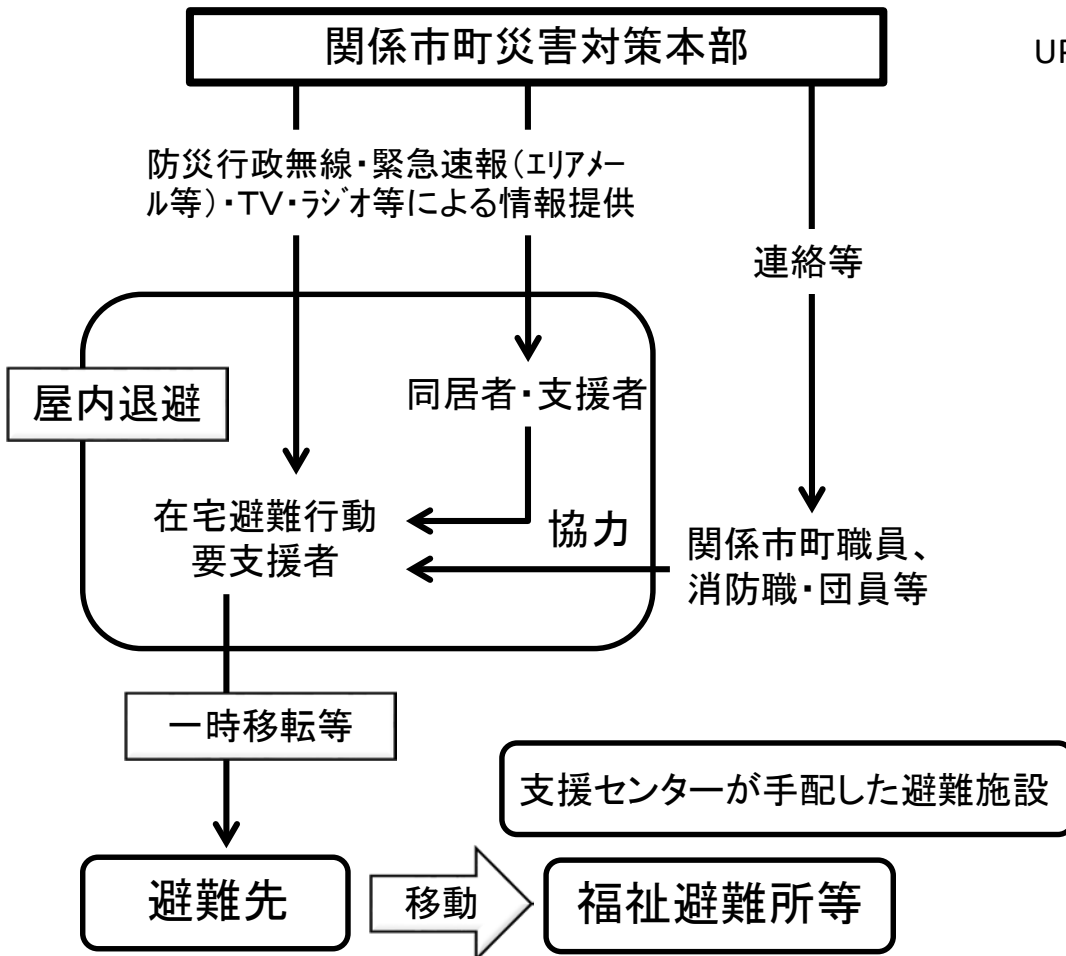 関係市町災害対策本部
UP
防災行政無線・緊急速報（エリアメー
ル等）・TV・ラジオ等による情報提供
連絡等
屋内退避
同居者・支援者
在宅避難行動
要支援者
協力
関係市町職員、
消防職・団員等
一時移転等
支援センターが手配した避難施設
避難先
移動
福祉避難所等